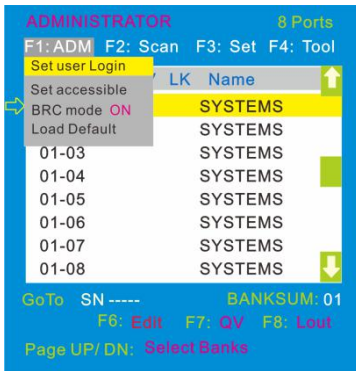 ADMINISTRATOR 8 Ports
F1: ADM F2: Scan F3: Set F4: Tool
Set user Login
LK Name
Set accessible
BRC mode ON SYSTEMS
Load Default SYSTEMS
01-03 SYSTEMS
01-04 SYSTEMS
01-05 SYSTEMS
01-06 SYSTEMS
01-07 SYSTEMS
01-08 SYSTEMS
GoTo SN ----- BANKSUM: 01
F6: Edit F7: QV F8: Lout
Page UP/ DN: Select Banks